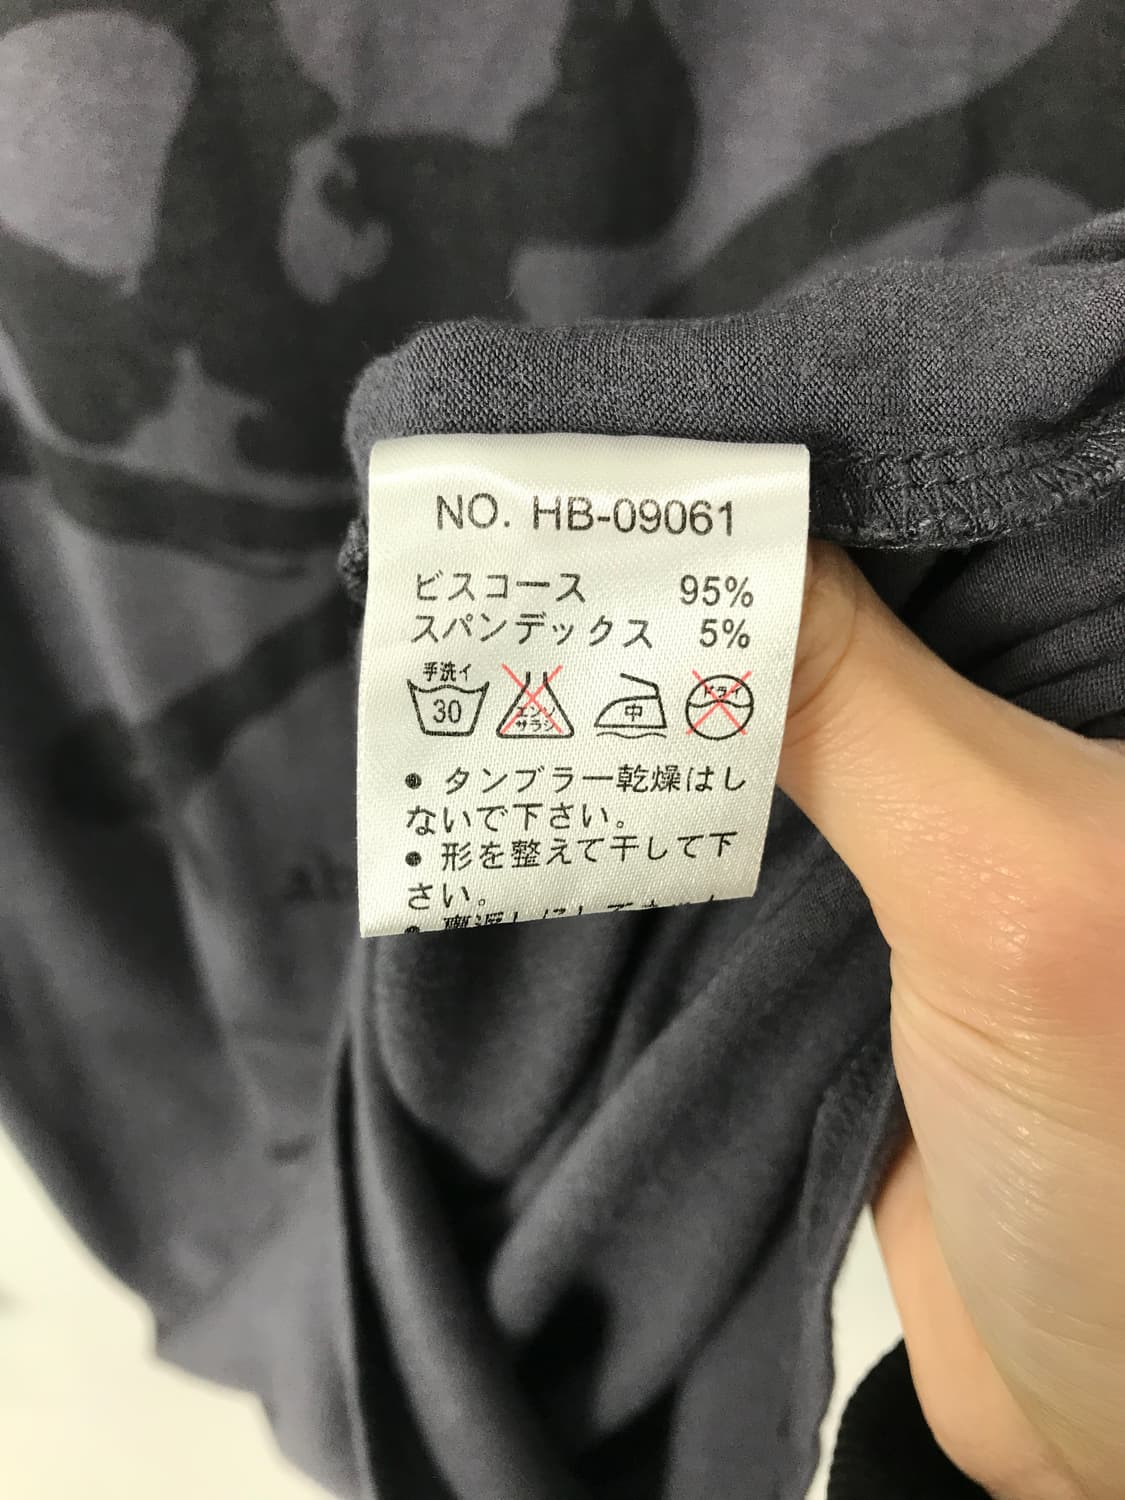 NO. HB-09061
ビスコース 95%
スパンデックス 5%
手洗イ
30
エンソ
サラシ
中
ドライ
● タンブラー乾燥はし
ないで下さい。
● 形を整えて干して下
さい。